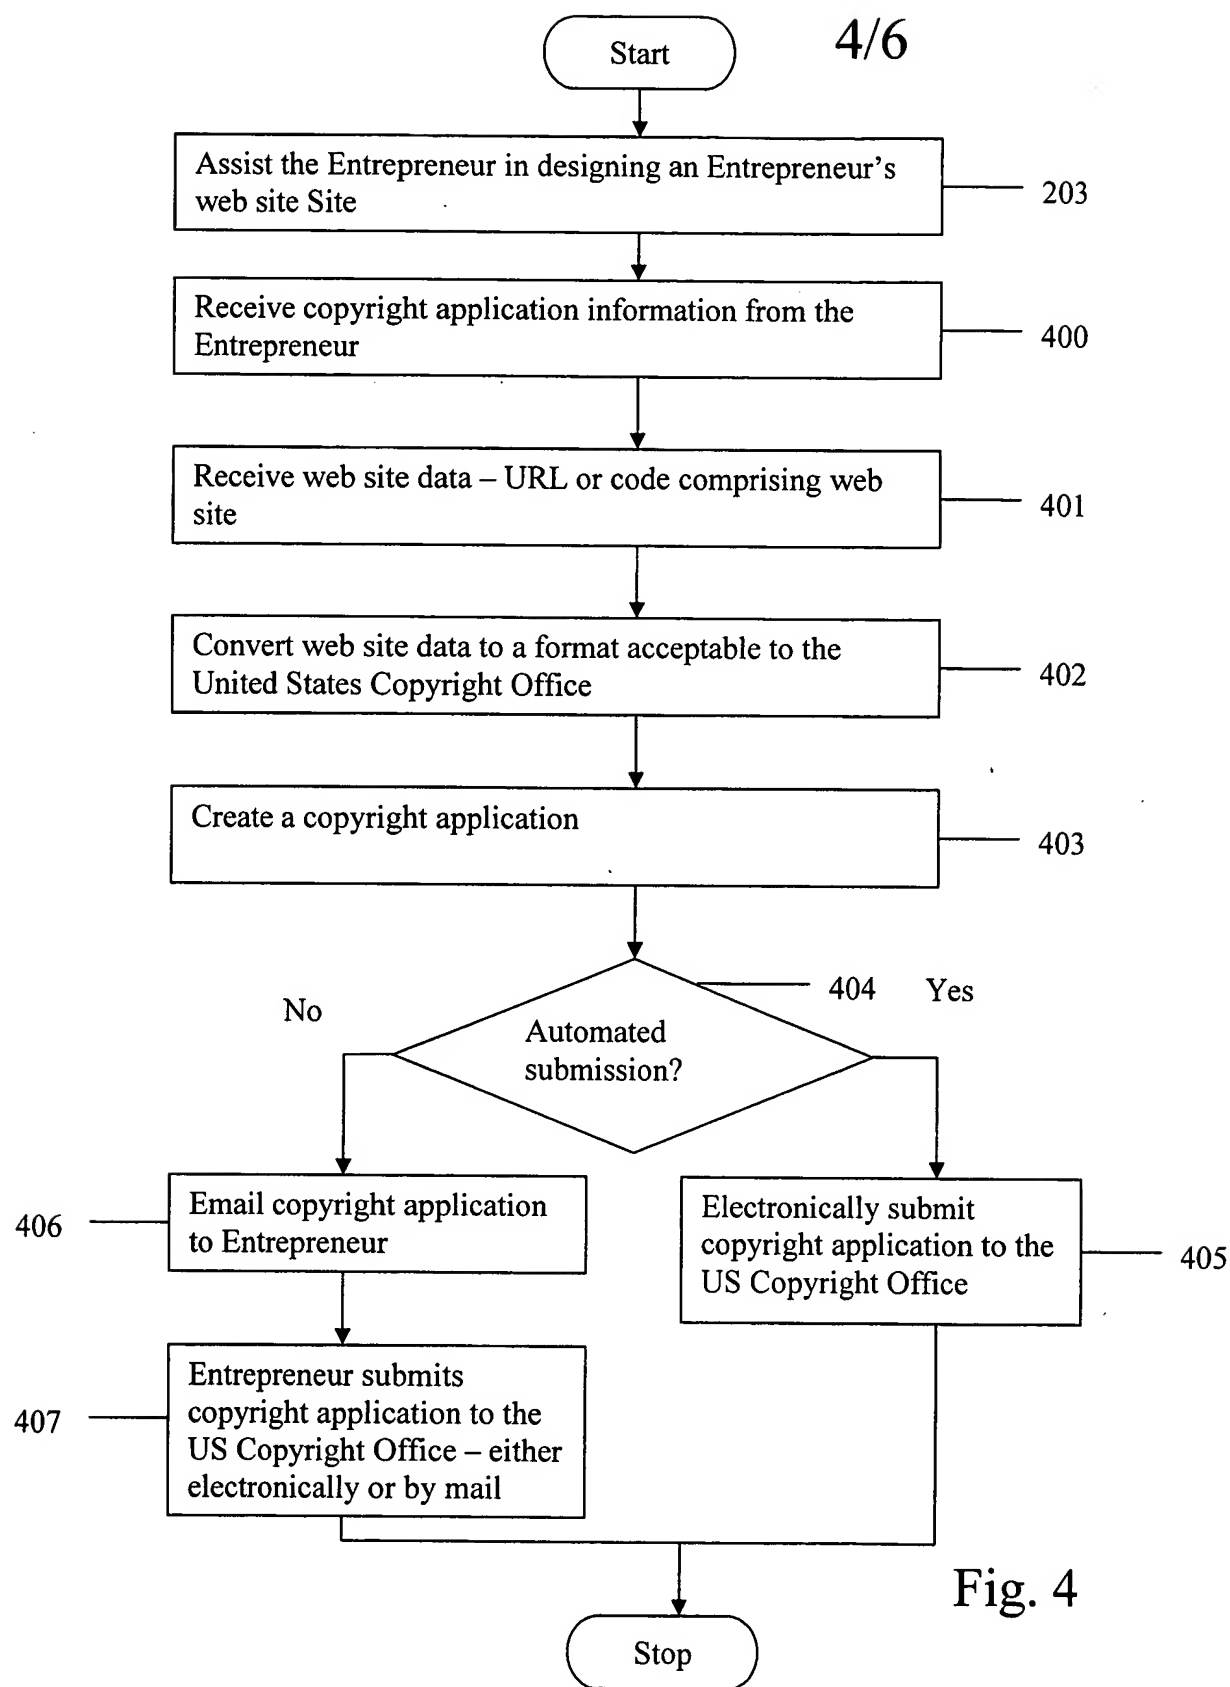 Start
4/6
Assist the Entrepreneur in designing an Entrepreneur's
web site Site
203
Receive copyright application information from the
Entrepreneur
400
Receive web site data – URL or code comprising web
site
401
Convert web site data to a format acceptable to the
United States Copyright Office
402
Create a copyright application
403
404
Yes
No
Automated
submission?
Email copyright application
to Entrepreneur
406
Electronically submit
copyright application to the
US Copyright Office
405
Entrepreneur submits
copyright application to the
US Copyright Office – either
electronically or by mail
407
Fig. 4
Stop